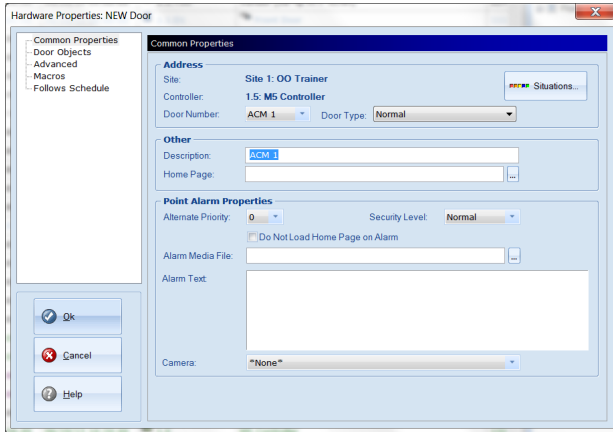 Hardware Properties: NEW Door
Common Properties
Door Objects
Advanced
Macros
Follows Schedule
Common Properties
Address
Site: Site 1: OO Trainer
Situations...
Controller: 1.5: M5 Controller
Door Number: ACM 1 Door Type: Normal
Other
Description: ACM 1
Home Page: ...
Point Alarm Properties
Alternate Priority: 0 Security Level: Normal
Do Not Load Home Page on Alarm
Alarm Media File: ...
Alarm Text:
Camera: *None*
Ok
Cancel
Help